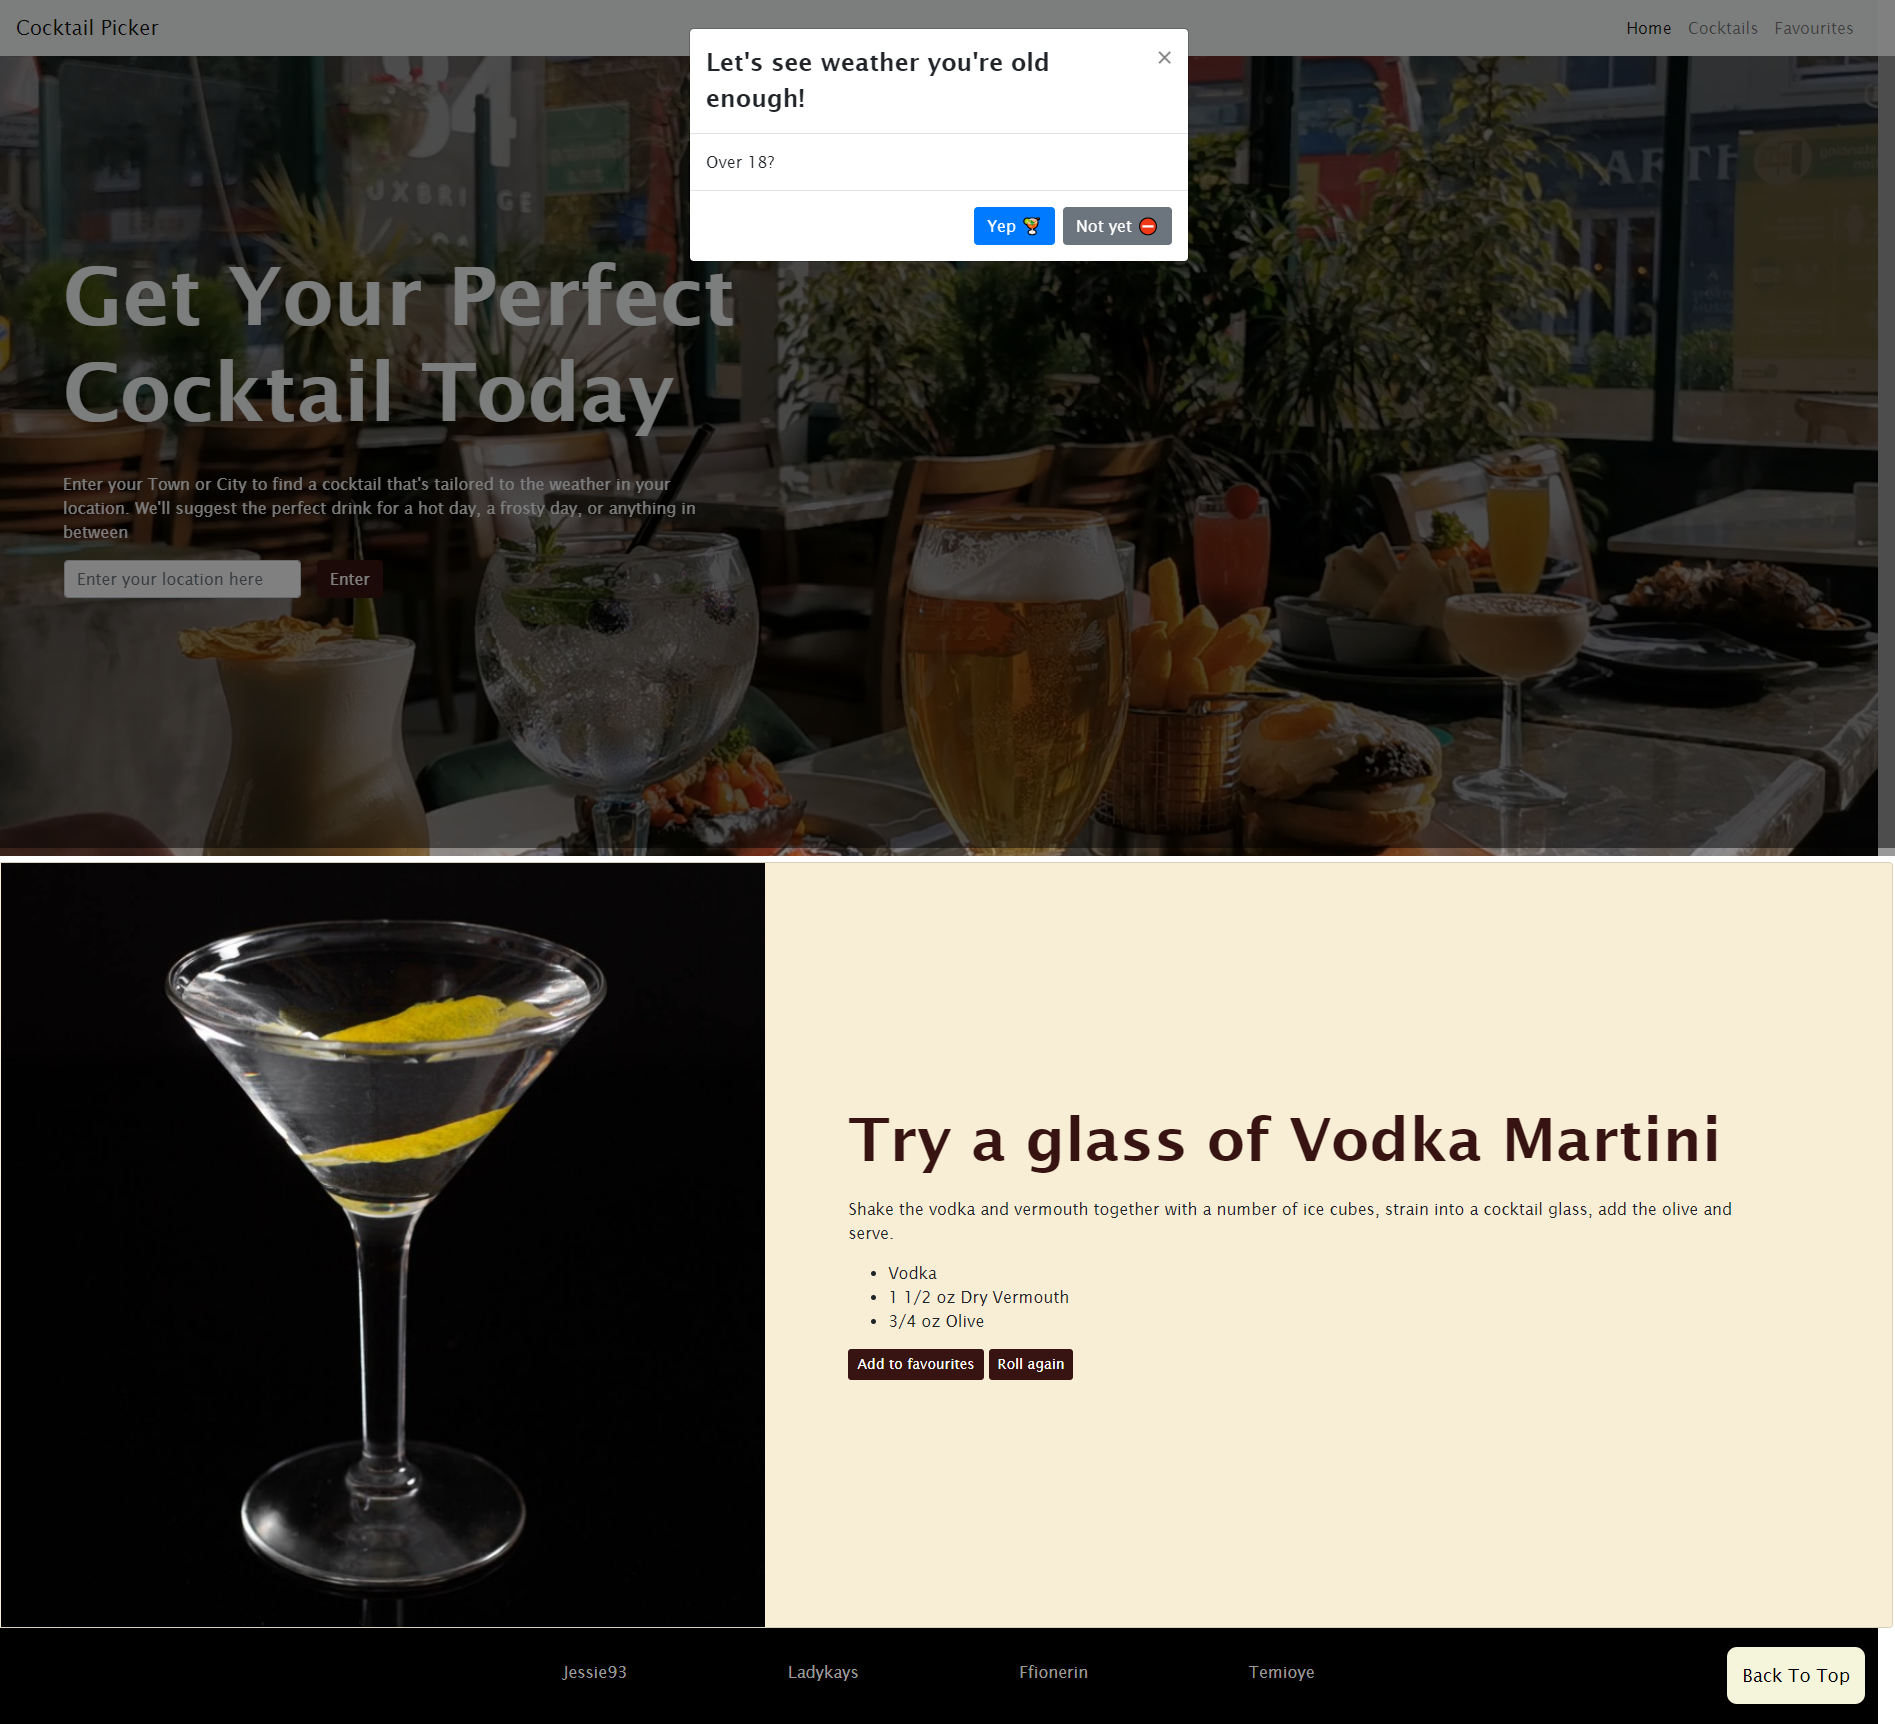 Cocktail Picker
Home Cocktails Favourites
Let's see weather you're old
enough!
×
Over 18?
Yep
Not yet
94
UXBRIDGE
ARTH
Get Your Perfect
Cocktail Today
Enter your Town or City to find a cocktail that's tailored to the weather in your
location. We'll suggest the perfect drink for a hot day, a frosty day, or anything in
between
Enter your location here
Enter
Try a glass of Vodka Martini
Shake the vodka and vermouth together with a number of ice cubes, strain into a cocktail glass, add the olive and
serve.
• Vodka
• 1 1/2 oz Dry Vermouth
• 3/4 oz Olive
Add to favourites
Roll again
Jessie93 Ladykays Ffionerin Temioye
Back To Top